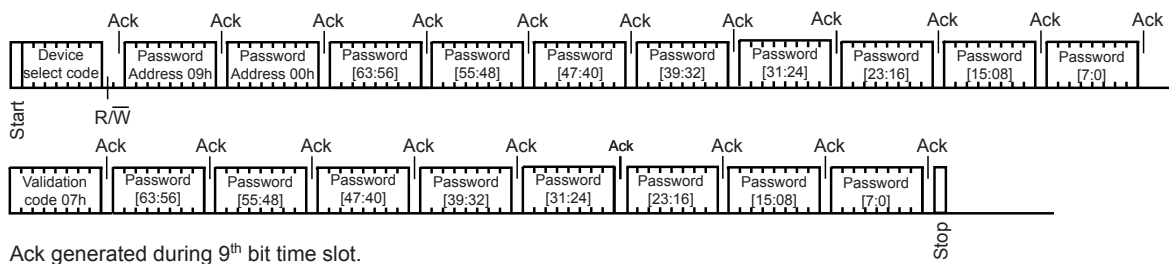 Ack Ack Ack Ack Ack Ack Ack Ack Ack Ack Ack
Device select code
Password Address 09h
Password Address 00h
Password [63:56]
Password [55:48]
Password [47:40]
Password [39:32]
Password [31:24]
Password [23:16]
Password [15:08]
Password [7:0]
Start
R/W̅
Ack Ack Ack Ack Ack Ack Ack Ack Ack
Validation code 07h
Password [63:56]
Password [55:48]
Password [47:40]
Password [39:32]
Password [31:24]
Password [23:16]
Password [15:08]
Password [7:0]
Stop
Ack generated during 9th bit time slot.